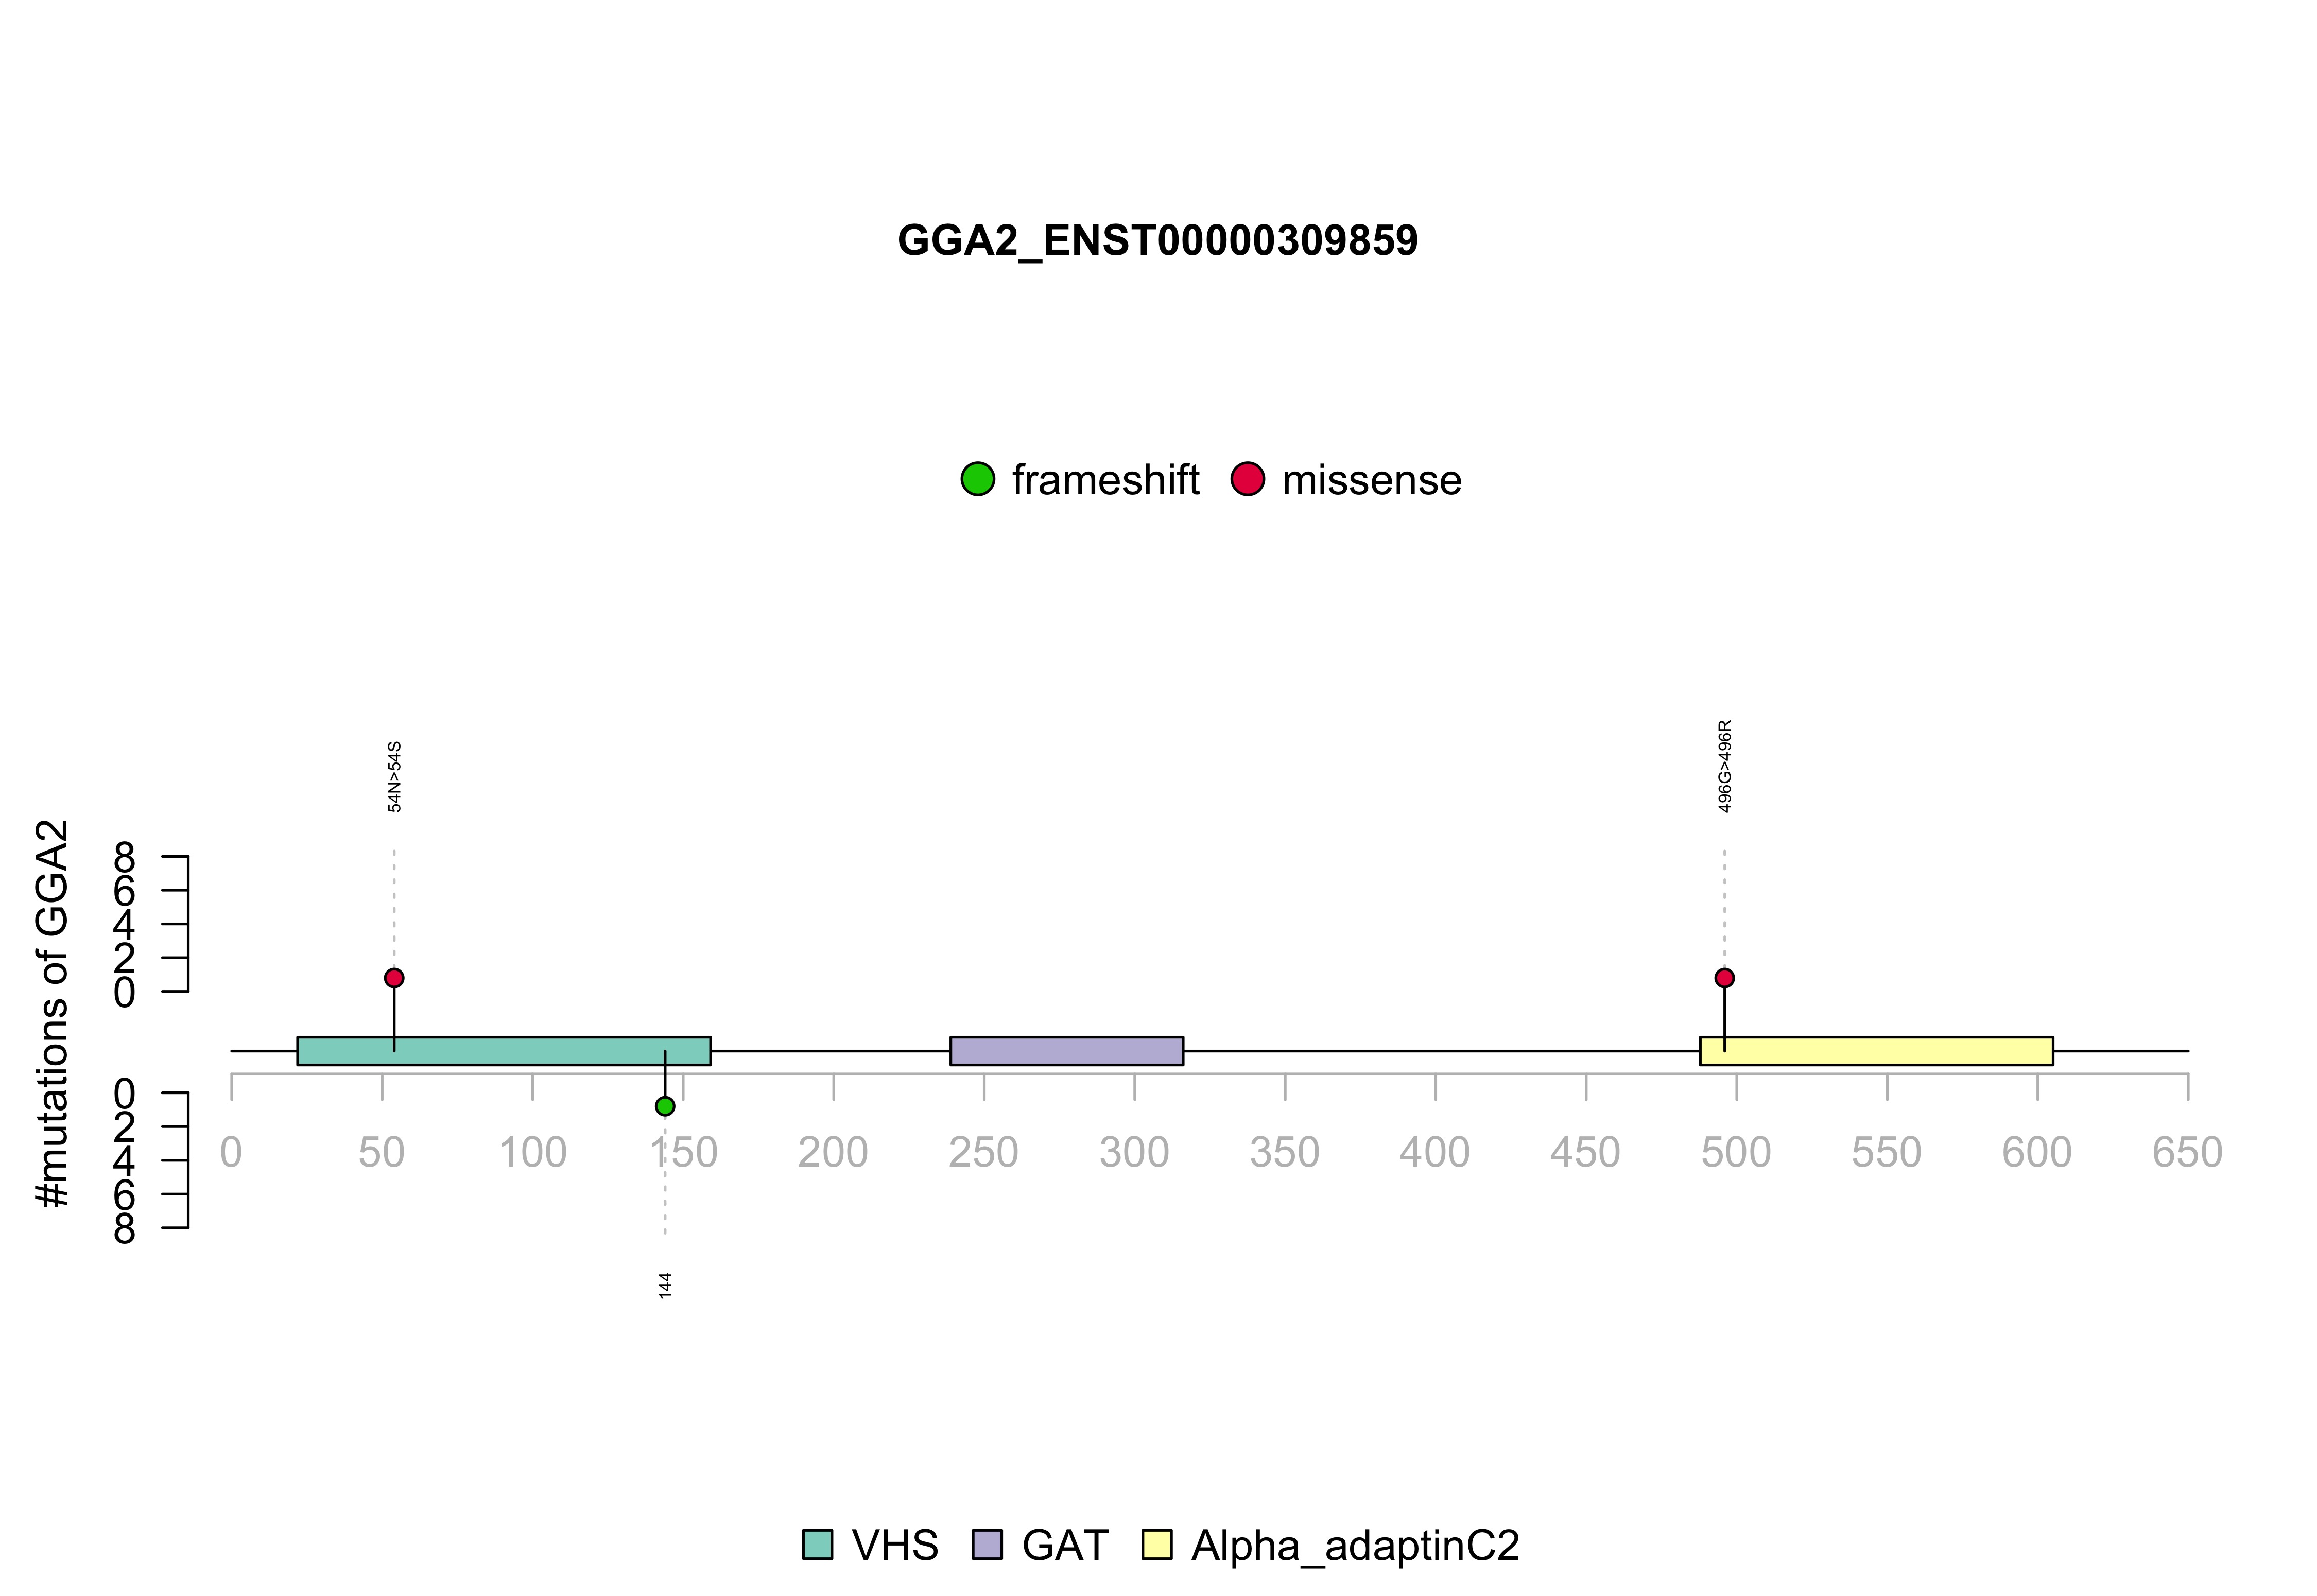 GGA2_ENST00000309859
frameshift missense
54N>54S
496G>496R
#mutations of GGA2
8
6
4
2
0
0
2
4
6
8
0 50 100 150 200 250 300 350 400 450 500 550 600 650
144
VHS GAT Alpha_adaptinC2